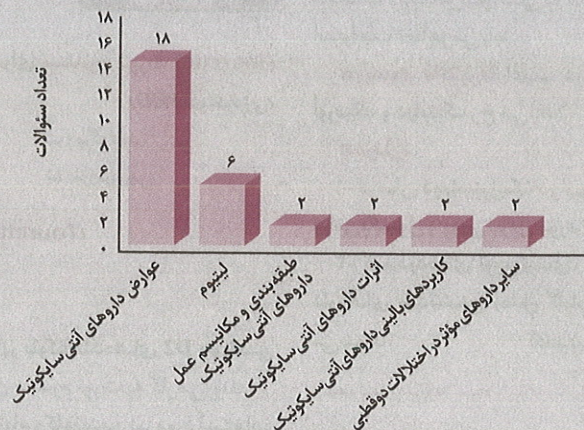 تعداد سئوالات
۱۸
۱۶
۱۴
۱۲
۱۰
۸
۶
۴
۲
۰
۱۸
۶
۲
۲
۲
۲
عوارض داروهای آنتی سایکوتیک
لیتیوم
طبقه‌بندی و مکانیسم عمل
داروهای آنتی سایکوتیک
اثرات داروهای آنتی سایکوتیک
کاربردهای بالینی داروهای آنتی سایکوتیک
سایر داروهای مؤثر در اختلالات دوقطبی